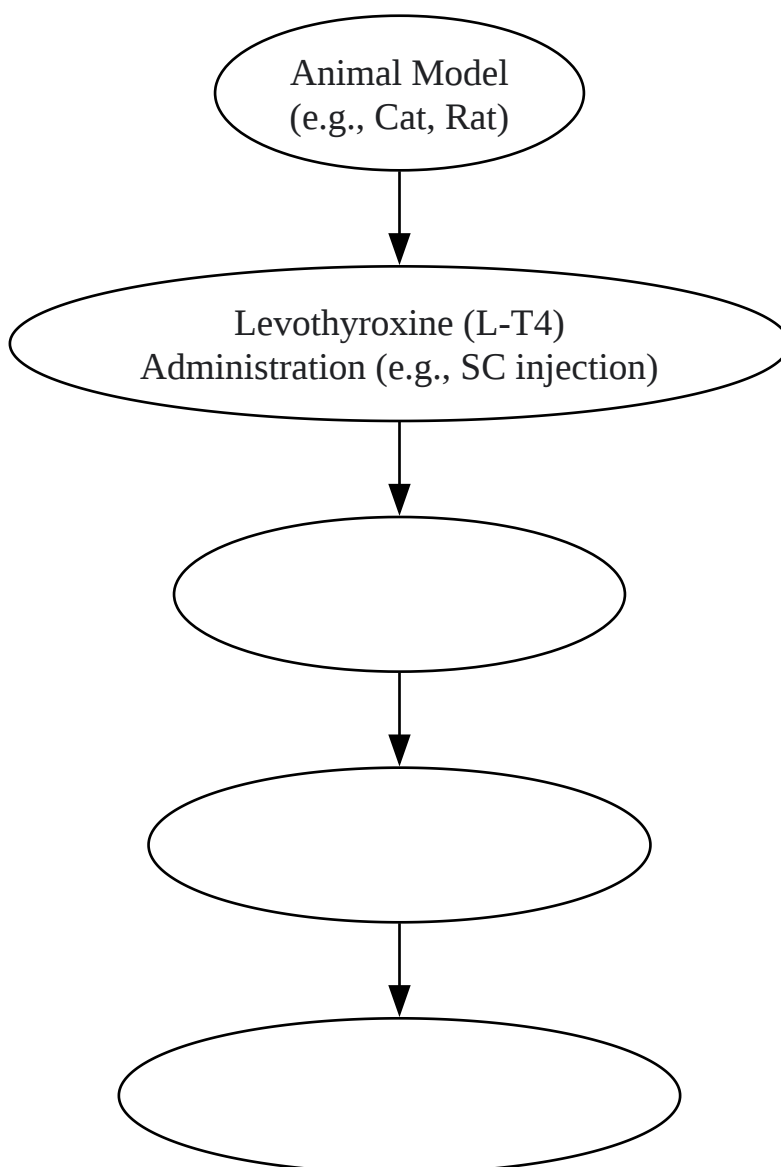 Animal Model
(e.g., Cat, Rat)
Levothyroxine (L-T4)
Administration (e.g., SC injection)